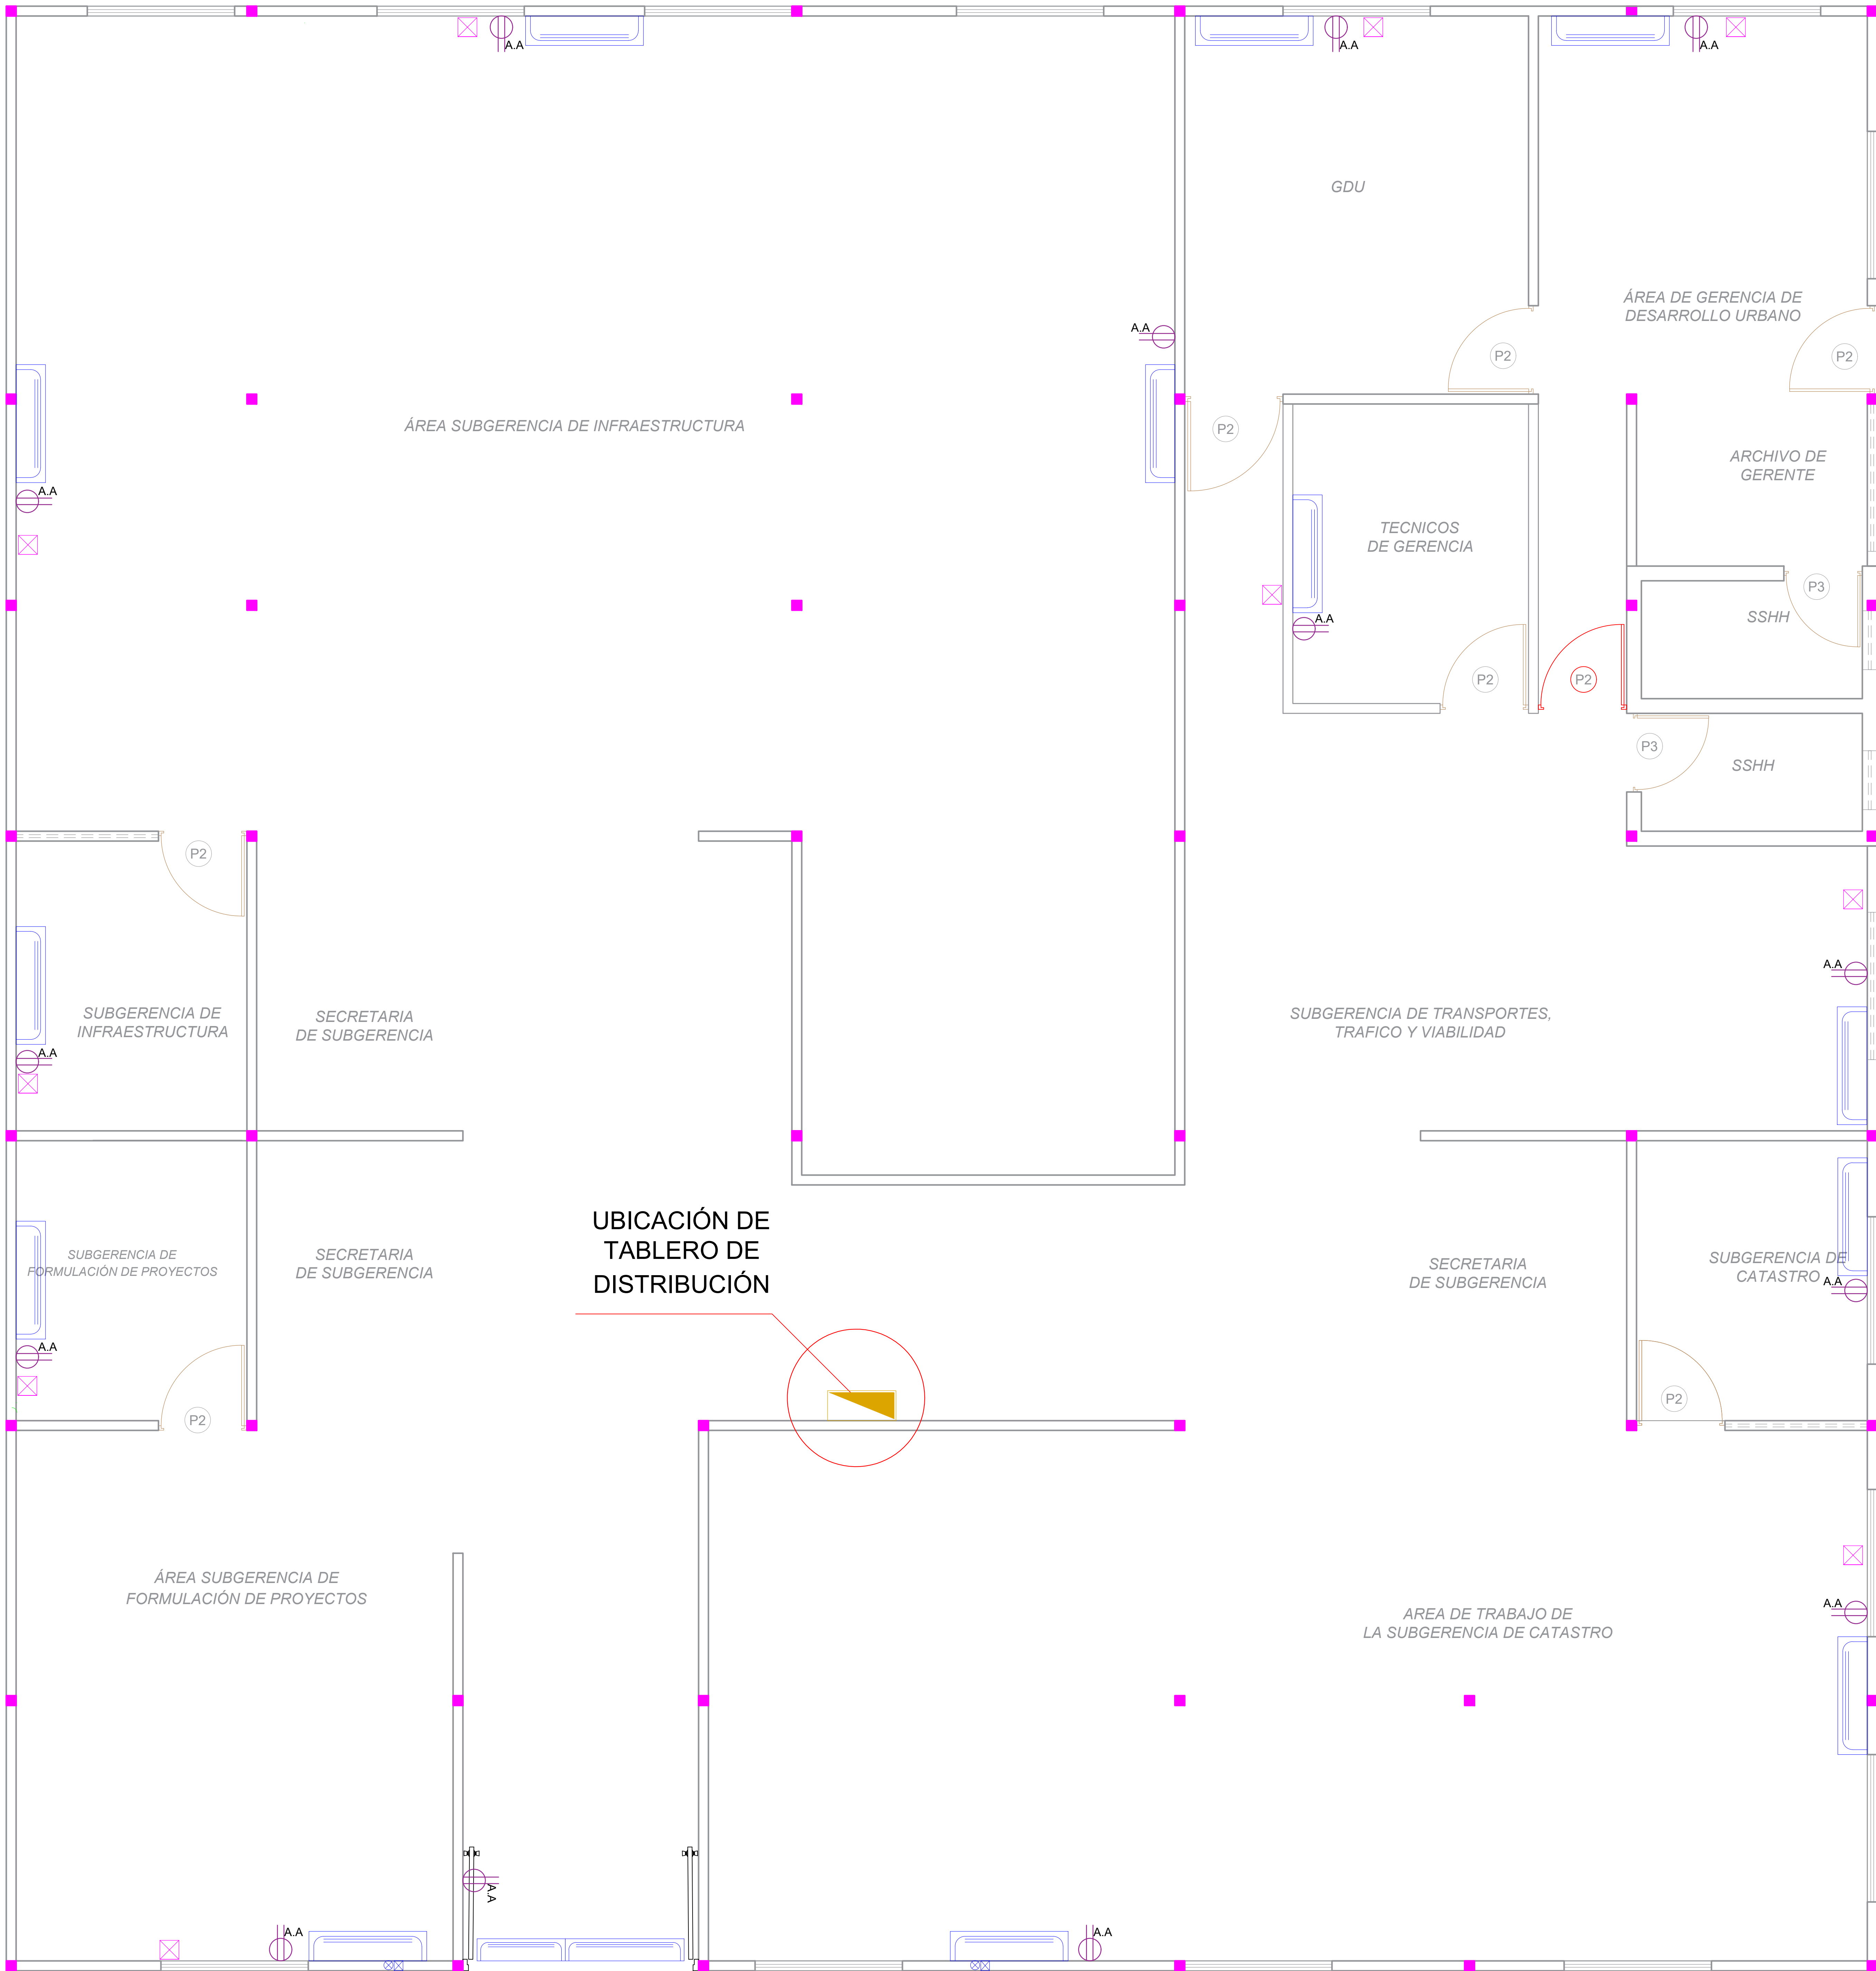 A.A
A.A
A.A
GDU
ÁREA DE GERENCIA DE
DESARROLLO URBANO
A.A
P2
P2
ÁREA SUBGERENCIA DE INFRAESTRUCTURA
P2
ARCHIVO DE
GERENTE
A.A
TECNICOS
DE GERENCIA
P3
SSHH
A.A
P2
P2
P3
SSHH
P2
A.A
SUBGERENCIA DE
INFRAESTRUCTURA
SECRETARIA
DE SUBGERENCIA
SUBGERENCIA DE TRANSPORTES,
TRAFICO Y VIABILIDAD
A.A
UBICACIÓN DE
TABLERO DE
DISTRIBUCIÓN
SUBGERENCIA DE
FORMULACIÓN DE PROYECTOS
SECRETARIA
DE SUBGERENCIA
SECRETARIA
DE SUBGERENCIA
SUBGERENCIA DE
CATASTRO
A.A
A.A
P2
P2
ÁREA SUBGERENCIA DE
FORMULACIÓN DE PROYECTOS
A.A
AREA DE TRABAJO DE
LA SUBGERENCIA DE CATASTRO
A.A
A.A
A.A